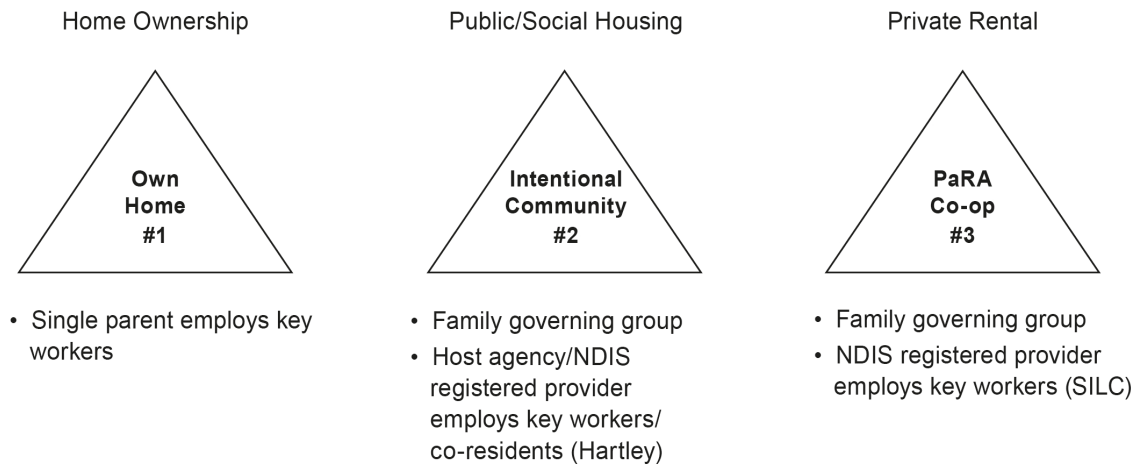 Home Ownership
Public/Social Housing
Private Rental
Own
Home
#1
Intentional
Community
#2
PaRA
Co-op
#3
• Single parent employs key
workers
• Family governing group
• Host agency/NDIS
registered provider
employs key workers/
co-residents (Hartley)
• Family governing group
• NDIS registered provider
employs key workers (SILC)